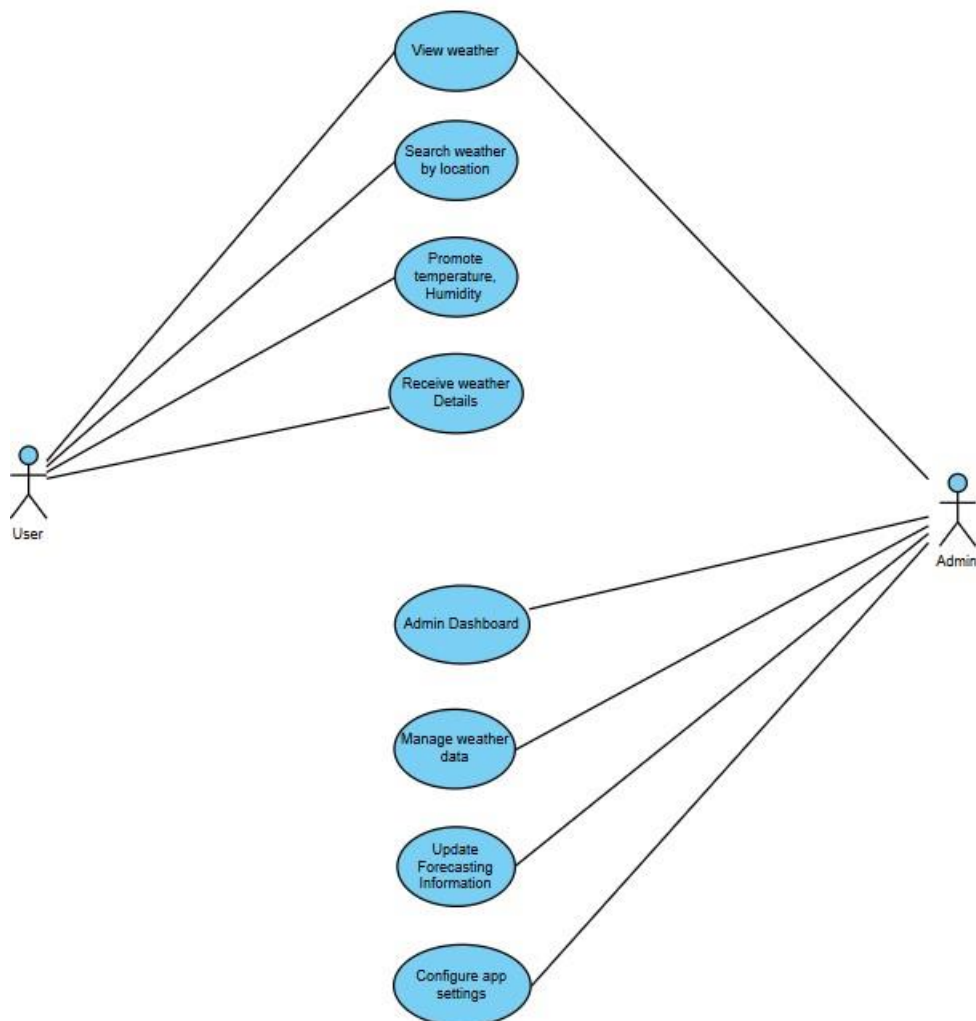 View weather
Search weather
by location
Promote
temperature,
Humidity
Receive weather
Details
User
Admin
Admin Dashboard
Manage weather
data
Update
Forecasting
Information
Configure app
settings